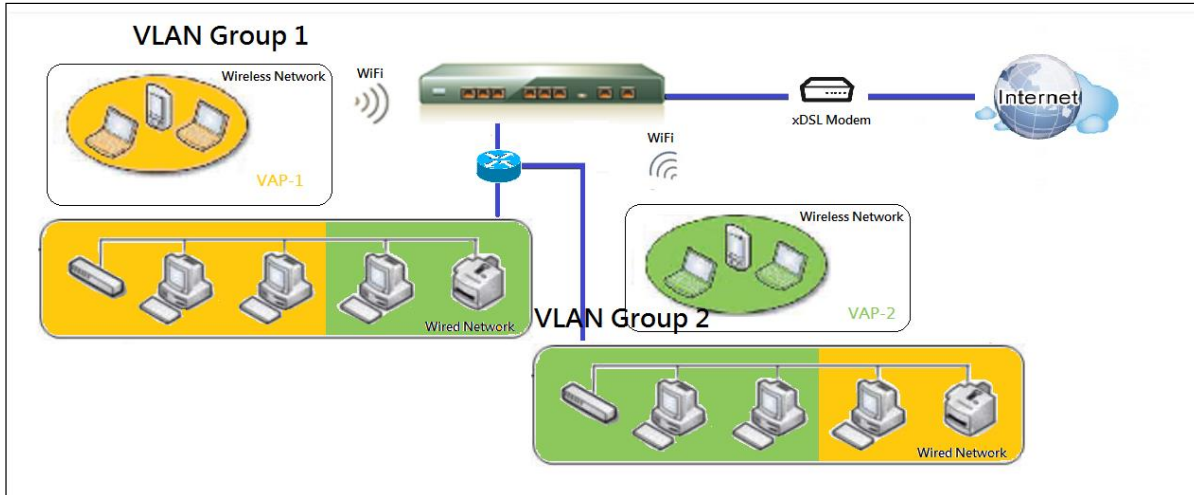 VLAN Group 1
Wireless Network
WiFi
VAP-1
xDSL Modem
Internet
WiFi
Wireless Network
VAP-2
Wired Network
VLAN Group 2
Wired Network